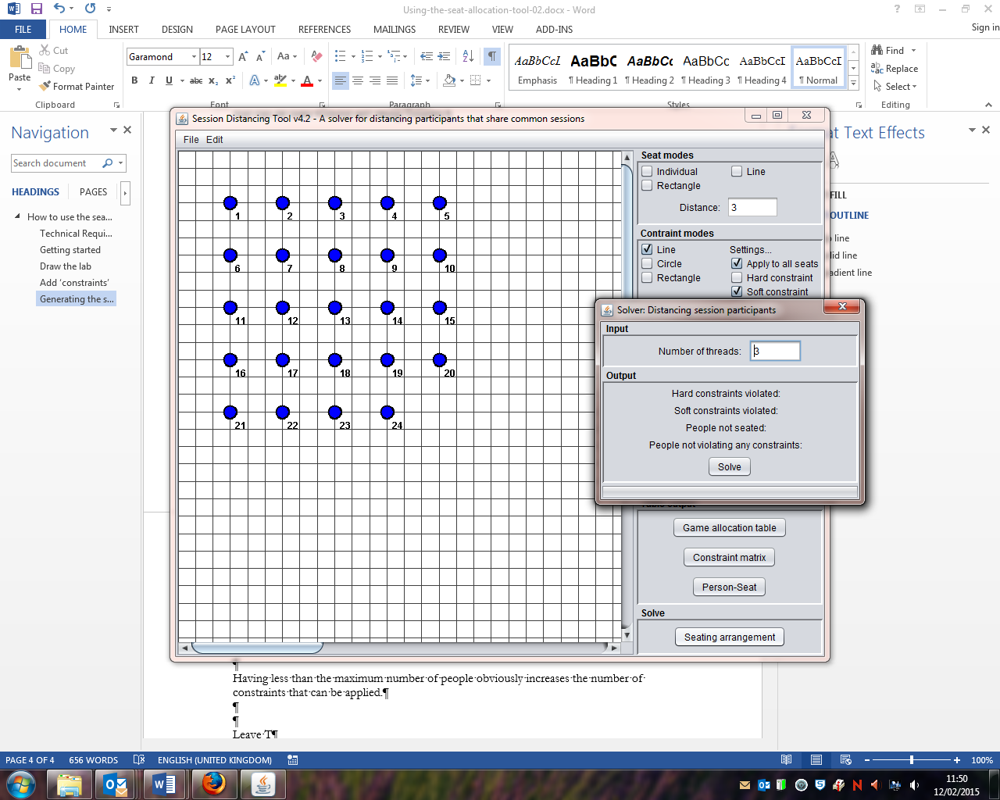 Using-the-seat-allocation-tool-02.docx - Word
FILE HOME INSERT DESIGN PAGE LAYOUT REFERENCES MAILINGS REVIEW VIEW ADD-INS Sign in
Paste
Cut
Copy
Format Painter
Clipboard
Garamond 12
Font
Paragraph
AaBbCcI AaBbC AaBbCc AaBbCc AaBbCcI AaBbCcI
Emphasis ¶ Heading 1 ¶ Heading 2 ¶ Heading 3 ¶ Heading 4 ¶ Normal
Styles
Find
Replace
Select
Editing
Navigation
Search document
HEADINGS PAGES
How to use the sea...
Technical Requi...
Getting started
Draw the lab
Add 'constraints'
Generating the s...
Session Distancing Tool v4.2 - A solver for distancing participants that share common sessions
File Edit
1 2 3 4 5
6 7 8 9 10
11 12 13 14 15
16 17 18 19 20
21 22 23 24
Seat modes
Individual Line
Rectangle
Distance: 3
Contraint modes
Line Settings...
Circle Apply to all seats
Rectangle Hard constraint
Soft constraint
Solver: Distancing session participants
Input
Number of threads: 3
Output
Hard constraints violated:
Soft constraints violated:
People not seated:
People not violating any constraints:
Solve
Game allocation table
Constraint matrix
Person-Seat
Solve
Seating arrangement
t Text Effects
FILL
OUTLINE
line
lid line
adient line
¶
Having less than the maximum number of people obviously increases the number of
constraints that can be applied.¶
¶
¶
Leave T¶
PAGE 4 OF 4 656 WORDS ENGLISH (UNITED KINGDOM) 100%
11:50
12/02/2015